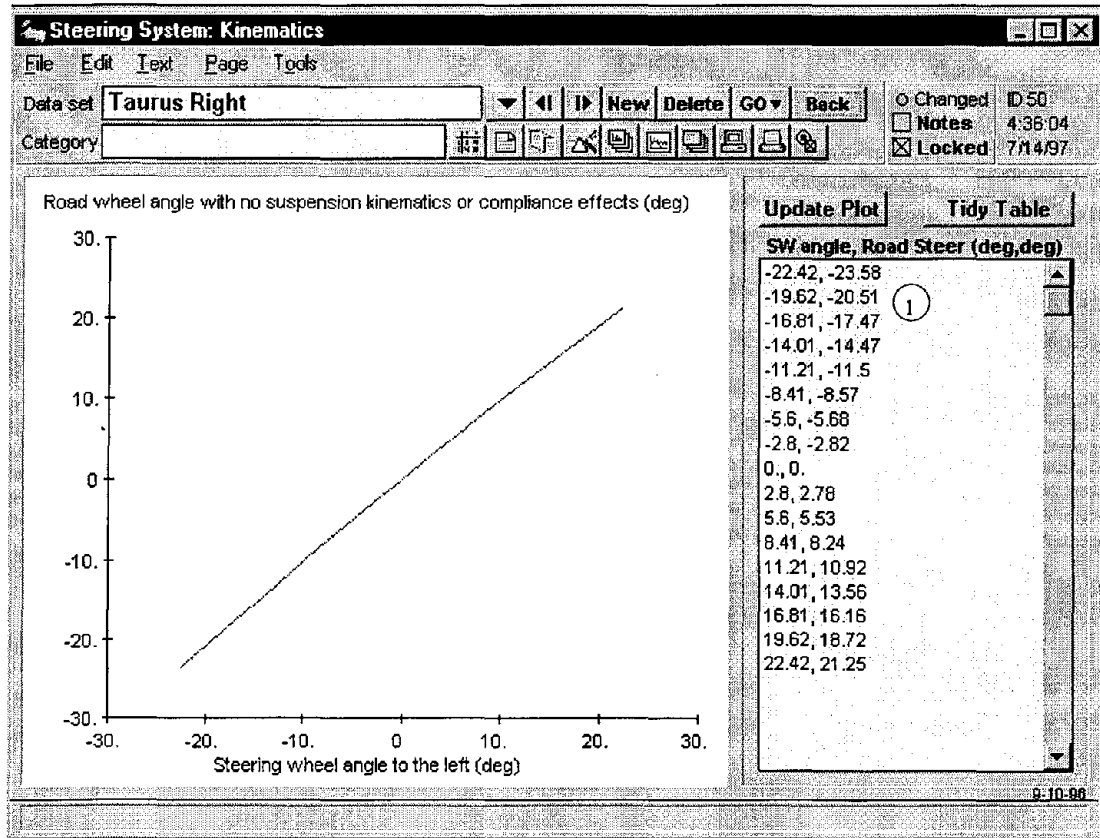 Steering System: Kinematics
File Edit Text Page Tools
Data set Taurus Right New Delete GO Back Changed ID 50
Notes 4:36:04
Category Locked 7/14/97
Road wheel angle with no suspension kinematics or compliance effects (deg)
Update Plot Tidy Table
SW angle, Road Steer (deg,deg)
30.
20.
10.
0
-10.
-20.
-30.
-30. -20. -10. 0 10. 20. 30.
Steering wheel angle to the left (deg)
-22.42, -23.58
-19.62, -20.51
1
-16.81, -17.47
-14.01, -14.47
-11.21, -11.5
-8.41, -8.57
-5.6, -5.68
-2.8, -2.82
0., 0.
2.8, 2.78
5.6, 5.53
8.41, 8.24
11.21, 10.92
14.01, 13.56
16.81, 16.16
19.62, 18.72
22.42, 21.25
9-10-96